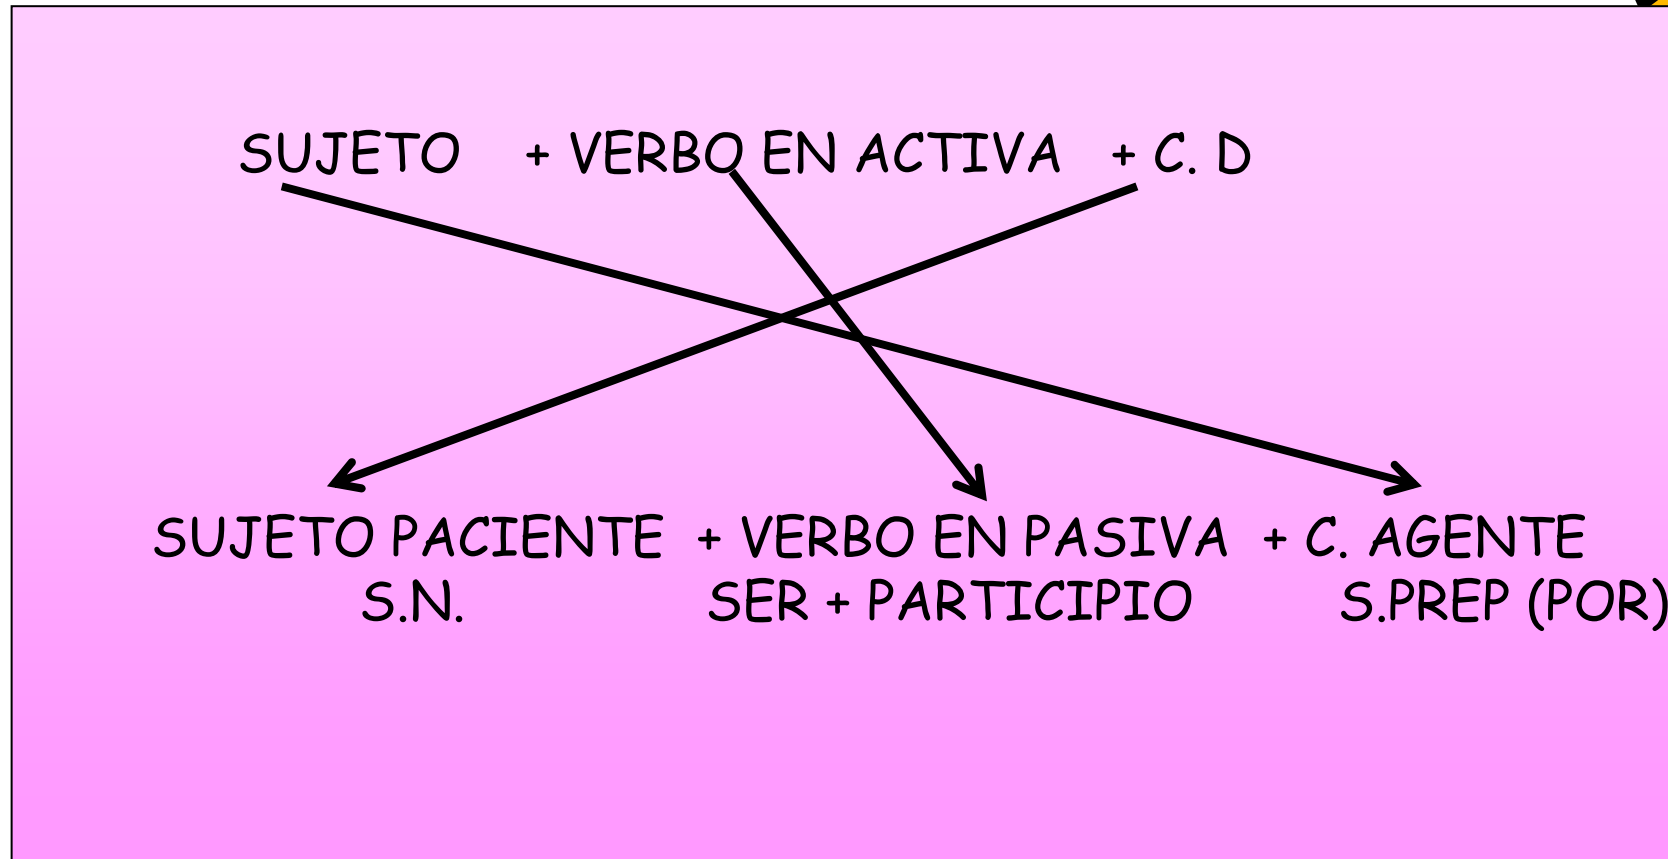 SUJETO + VERBO EN ACTIVA + C. D
SUJETO PACIENTE + VERBO EN PASIVA + C. AGENTE
S.N. SER + PARTICIPIO S.PREP (POR)